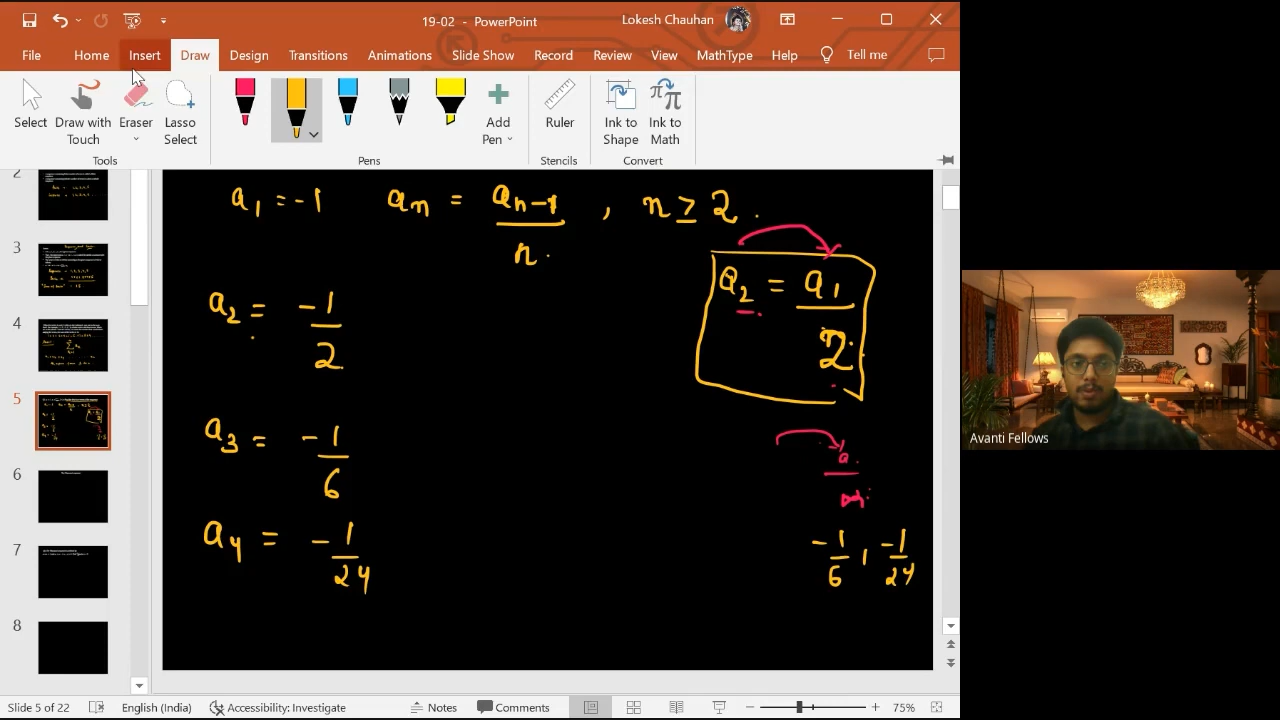 19-02 - PowerPoint
Lokesh Chauhan
File Home Insert Draw Design Transitions Animations Slide Show Record Review View MathType Help Tell me
Select
Draw with Touch
Eraser
Lasso Select
Add Pen
Ruler
Ink to Shape
Ink to Math
Tools Pens Stencils Convert
2
3
4
5
6
7
8
a₁ = -1 aₙ = aₙ₋₁/n , n ≥ 2.
a₂ = a₁/2
a₂ = -1/2
a₃ = -1/6
a₄ = -1/24
-1/6 , -1/24
Avanti Fellows
Slide 5 of 22 English (India) Accessibility: Investigate Notes Comments 75%